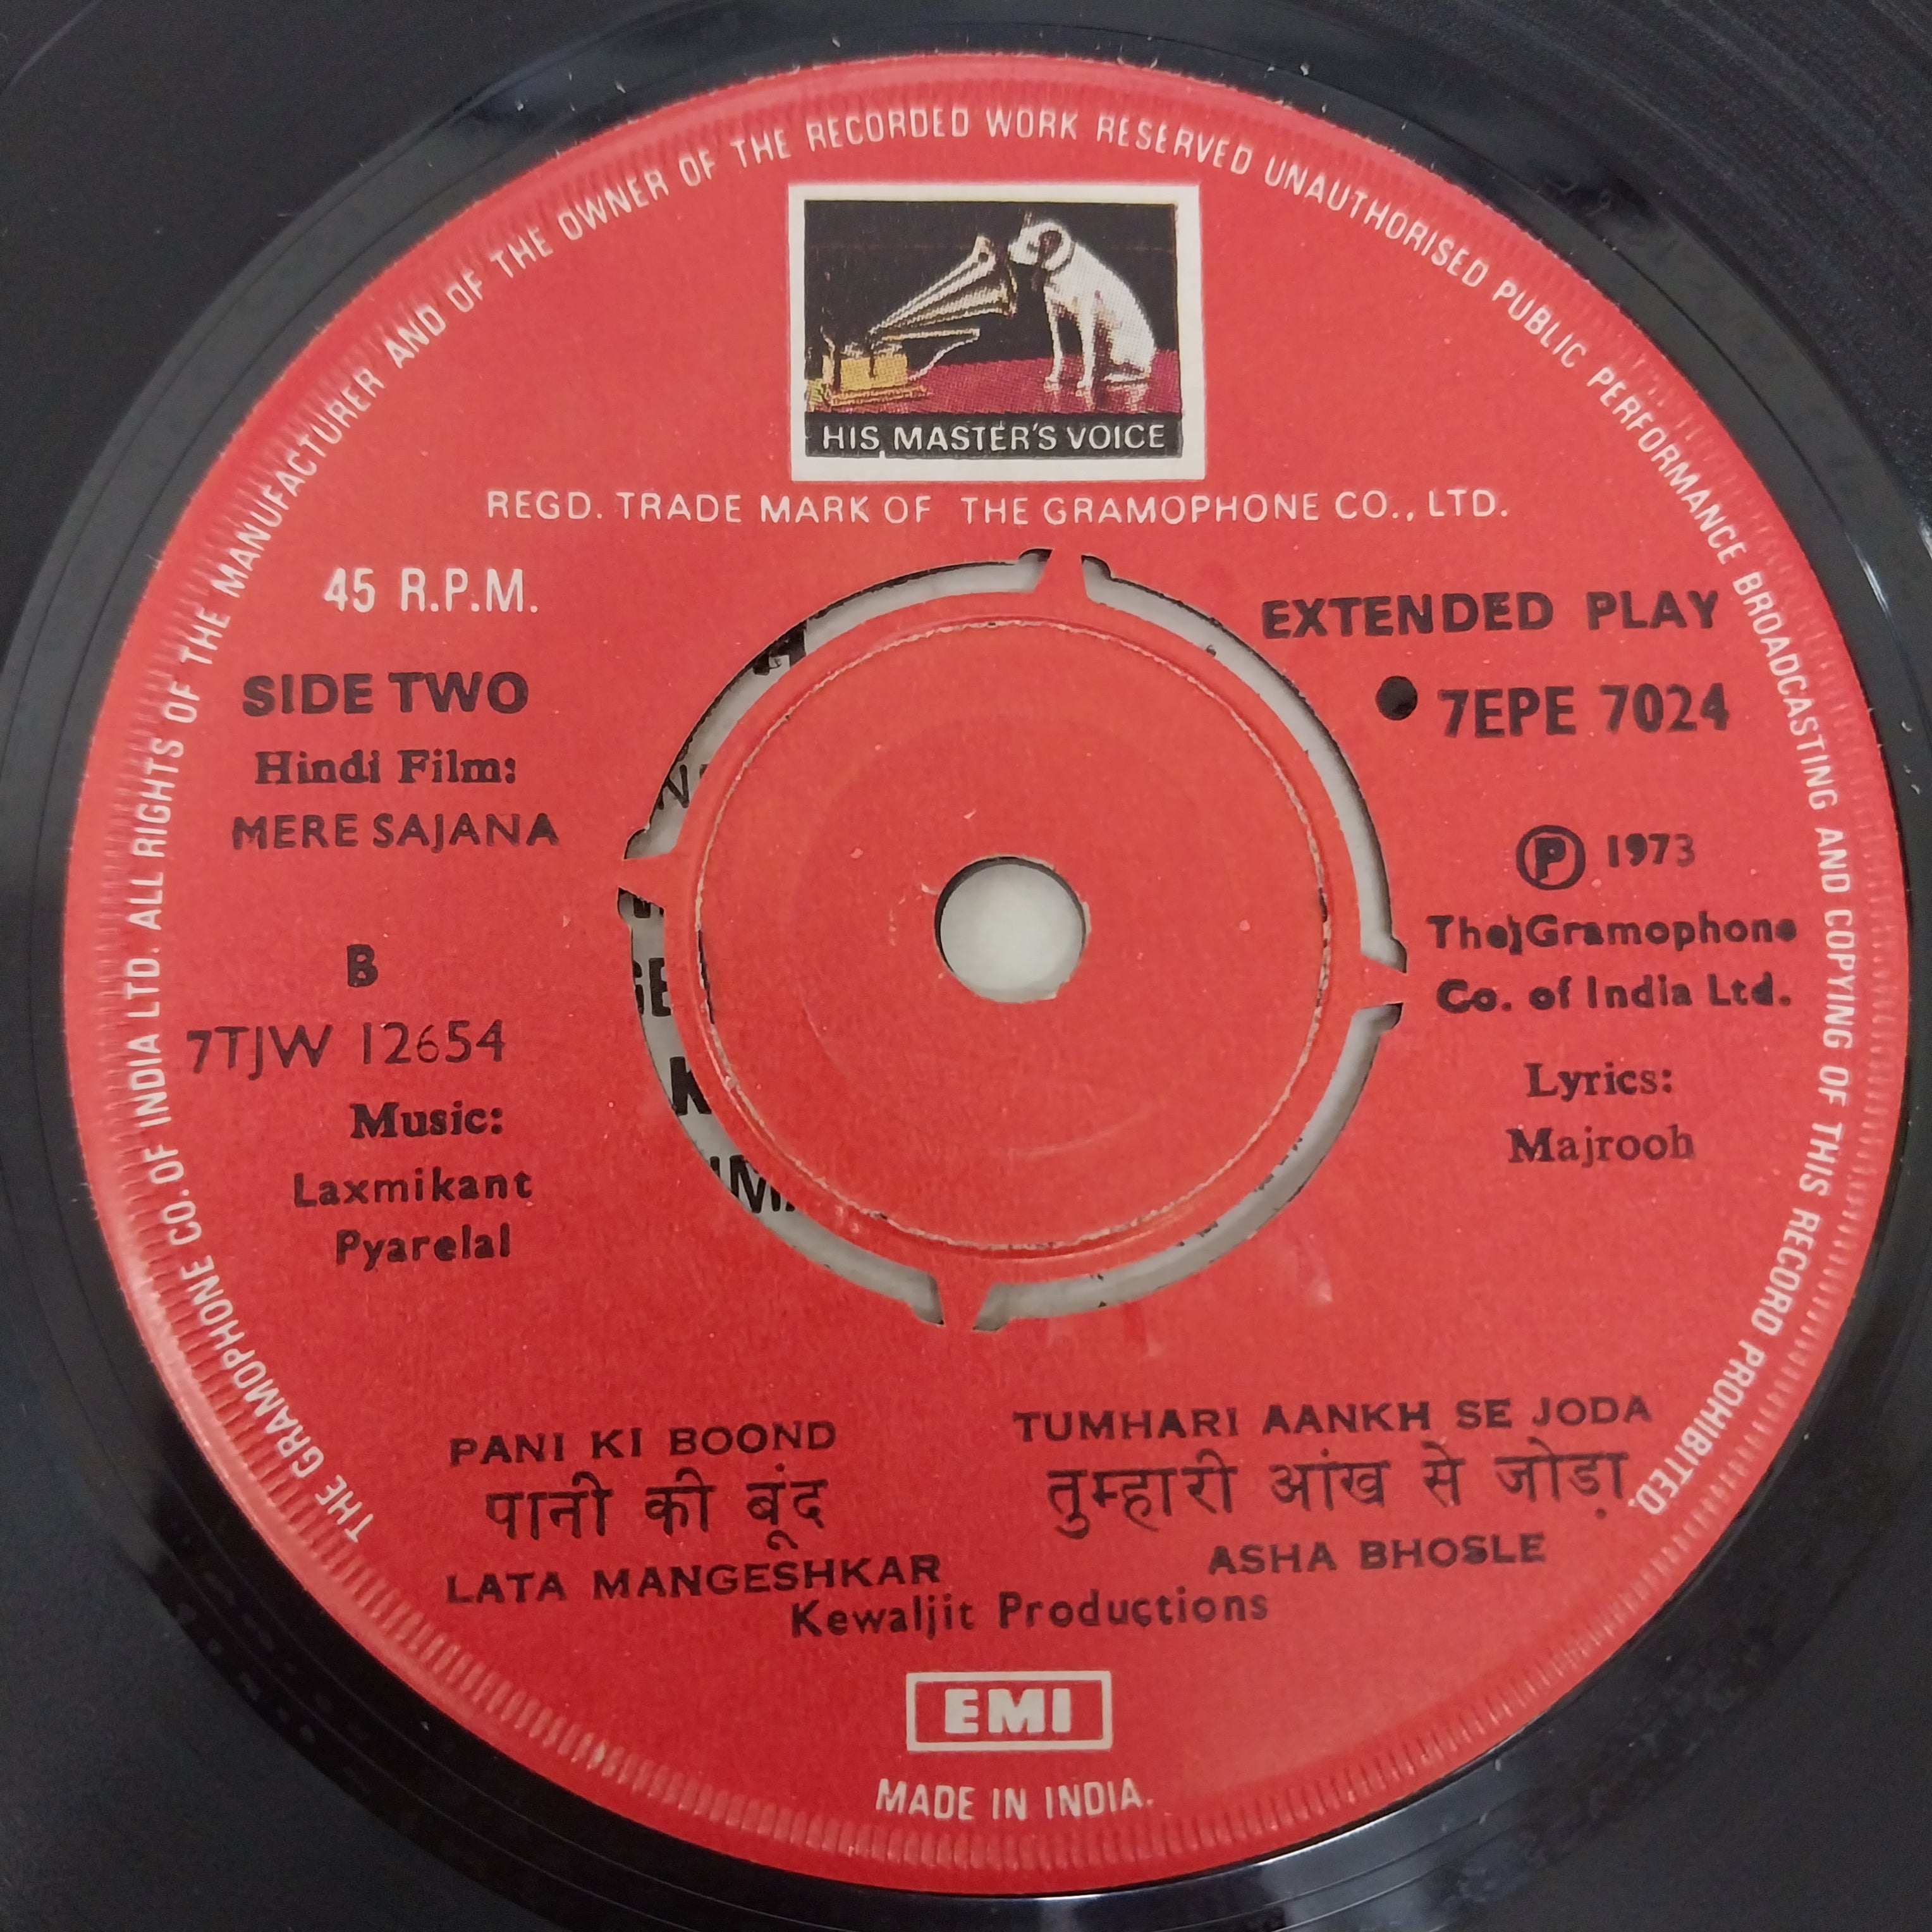 THE GRAMOPHONE CO. OF INDIA LTD. ALL RIGHTS OF THE MANUFACTURER AND OF THE OWNER OF THE RECORDED WORK RESERVED UNAUTHORISED PUBLIC PERFORMANCE BROADCASTING AND COPYING OF THIS RECORD PROHIBITED.
HIS MASTER'S VOICE
REGD. TRADE MARK OF THE GRAMOPHONE CO., LTD.
45 R.P.M.
SIDE TWO
Hindi Film:
MERE SAJANA
B
7TJW 12654
Music:
Laxmikant
Pyarelal
EXTENDED PLAY
● 7EPE 7024
Ⓟ 1973
The Gramophone
Co. of India Ltd.
Lyrics:
Majrooh
PANI KI BOOND
पानी की बूंद
LATA MANGESHKAR
TUMHARI AANKH SE JODA
तुम्हारी आंख से जोड़ा
ASHA BHOSLE
Kewaljit Productions
EMI
MADE IN INDIA.